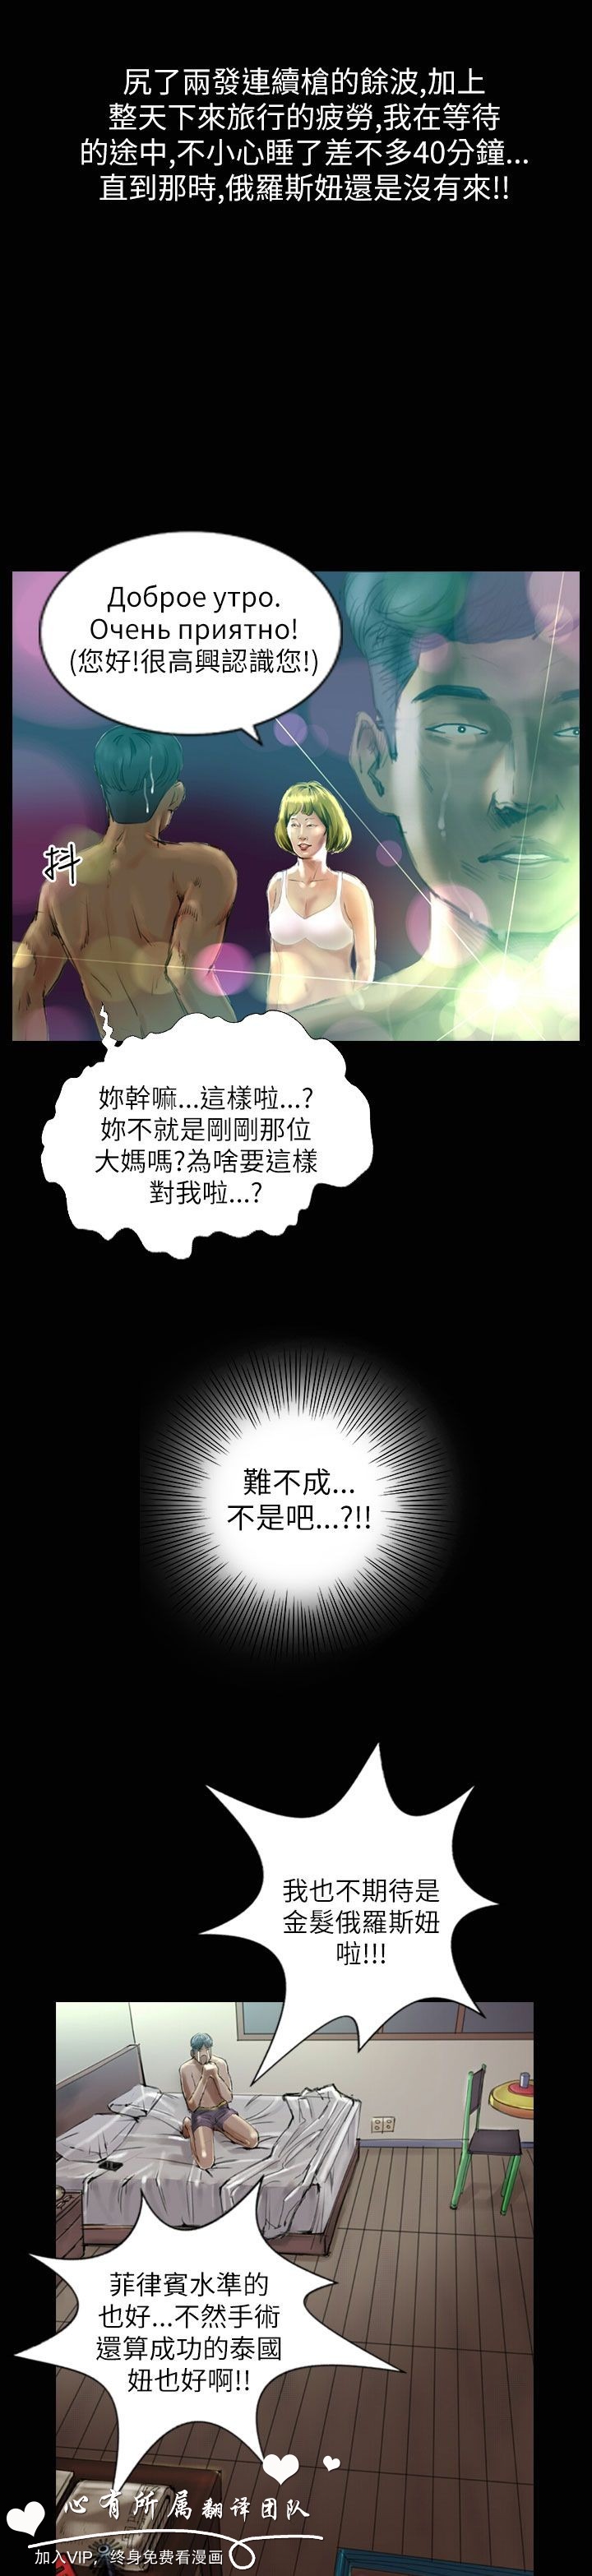 尻了兩發連續槍的餘波,加上
整天下來旅行的疲勞,我在等待
的途中,不小心睡了差不多40分鐘...
直到那時,俄羅斯妞還是沒有來!!
Доброе утро.
Очень приятно!
(您好!很高興認識您!)
抖
妳幹嘛...這樣啦...?
妳不就是剛剛那位
大媽嗎?為啥要這樣
對我啦...?
難不成...
不是吧...?!!
我也不期待是
金髮俄羅斯妞
啦!!!
菲律賓水準的
也好...不然手術
還算成功的泰國
妞也好啊!!
心有所属翻译团队
加入VIP，终身免费看漫画